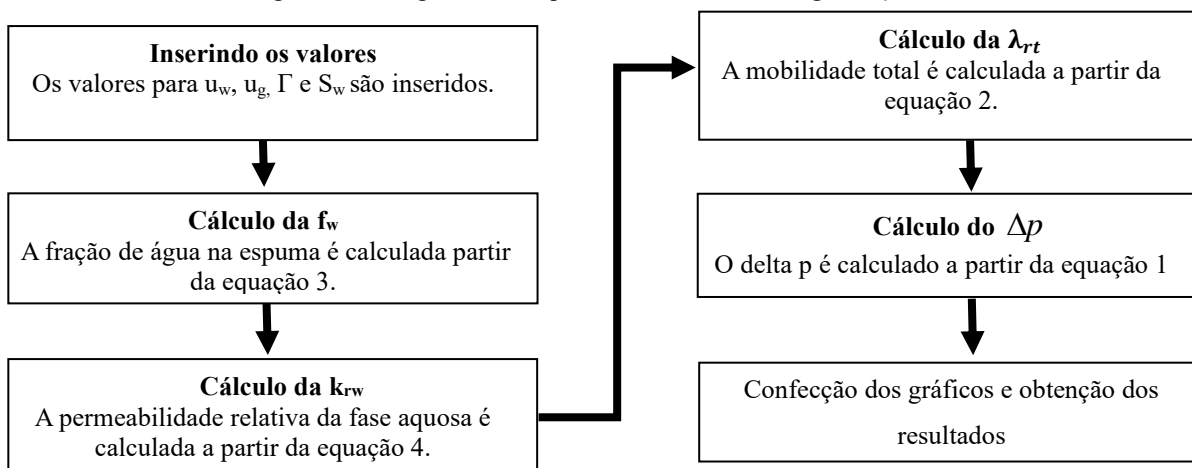 Inserindo os valores
Os valores para uw, ug, Γ e Sw são inseridos.
Cálculo da fw
A fração de água na espuma é calculada partir
da equação 3.
Cálculo da krw
A permeabilidade relativa da fase aquosa é
calculada a partir da equação 4.
Cálculo da λrt
A mobilidade total é calculada a partir da
equação 2.
Cálculo do Δp
O delta p é calculado a partir da equação 1
Confecção dos gráficos e obtenção dos
resultados